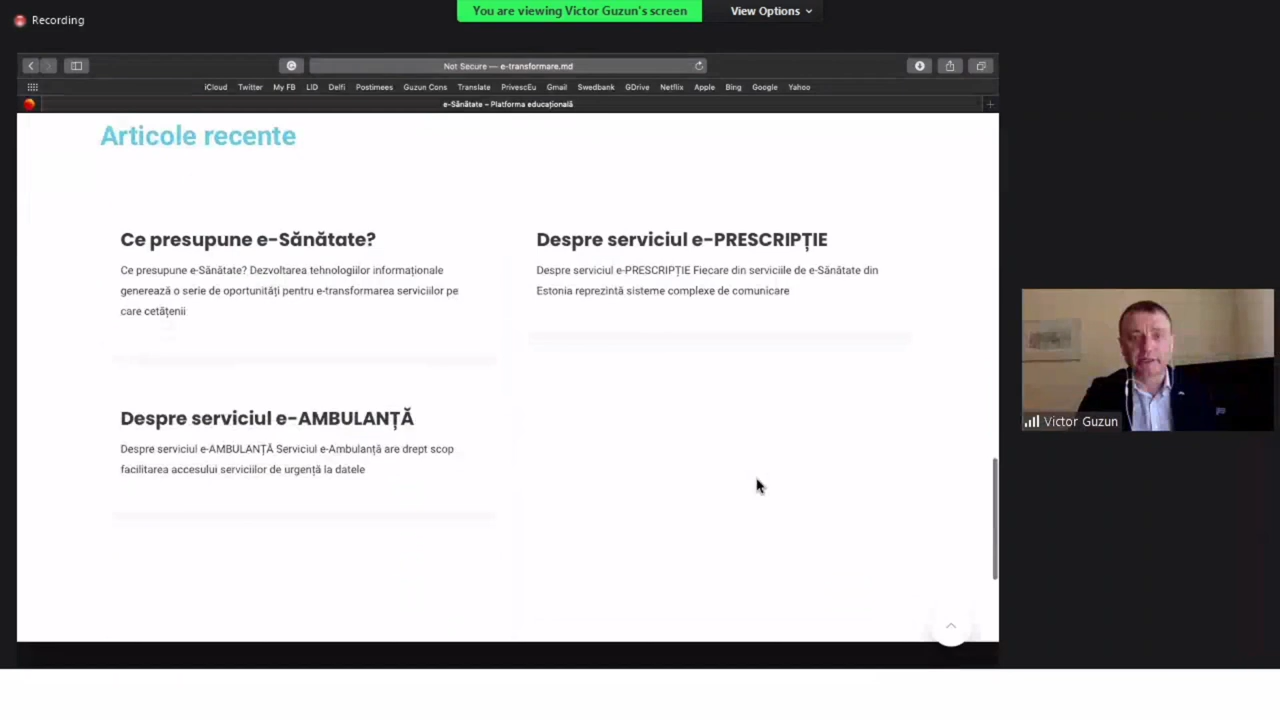 Recording
You are viewing Victor Guzun's screen
View Options
Not Secure — e-transformare.md
iCloud Twitter My FB LID Delfi Postimees Guzun Cons Translate PrivescEu Gmail Swedbank GDrive Netflix Apple Bing Google Yahoo
e-Sănătate – Platforma educațională
Articole recente
Ce presupune e-Sănătate?
Ce presupune e-Sănătate? Dezvoltarea tehnologiilor informaționale
generează o serie de oportunități pentru e-transformarea serviciilor pe
care cetățenii
Despre serviciul e-PRESCRIPȚIE
Despre serviciul e-PRESCRIPȚIE Fiecare din serviciile de e-Sănătate din
Estonia reprezintă sisteme complexe de comunicare
Despre serviciul e-AMBULANȚĂ
Despre serviciul e-AMBULANȚĂ Serviciul e-Ambulanță are drept scop
facilitarea accesului serviciilor de urgență la datele
Victor Guzun